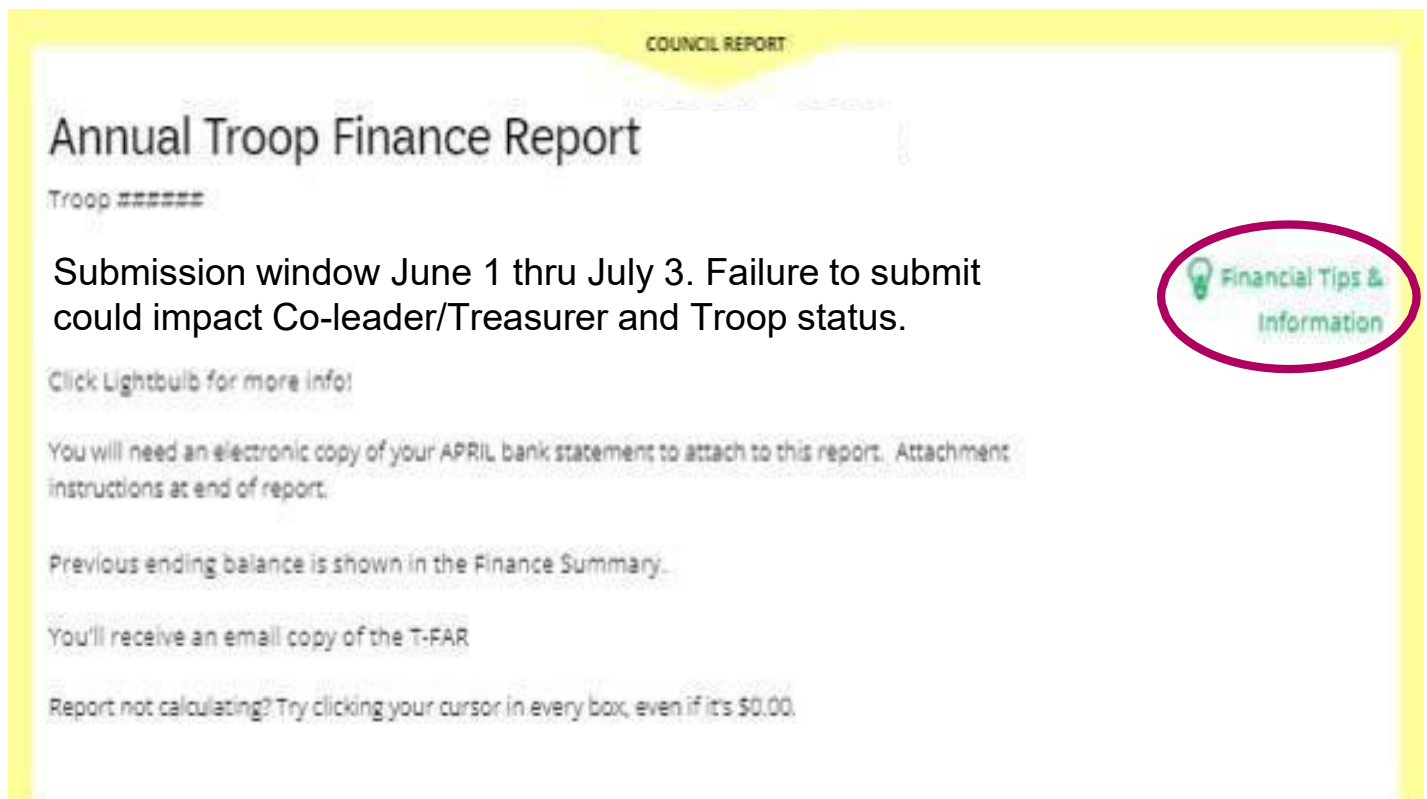 COUNCIL REPORT
Annual Troop Finance Report
Troop ######
Submission window June 1 thru July 3. Failure to submit
could impact Co-leader/Treasurer and Troop status.
Financial Tips &
Information
Click Lightbulb for more info!
You will need an electronic copy of your APRIL bank statement to attach to this report. Attachment
instructions at end of report.
Previous ending balance is shown in the Finance Summary.
You'll receive an email copy of the T-FAR
Report not calculating? Try clicking your cursor in every box, even if it's $0.00.